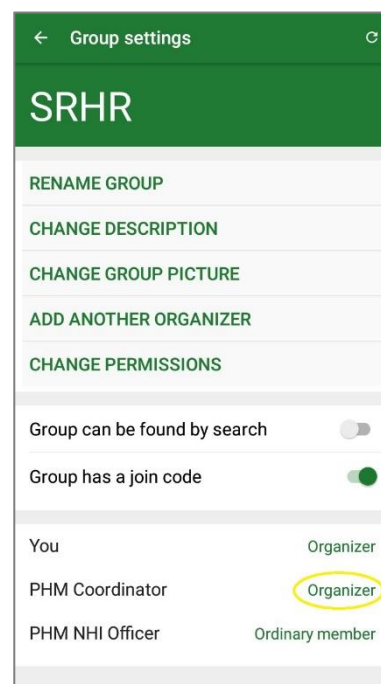 Group settings
SRHR
RENAME GROUP
CHANGE DESCRIPTION
CHANGE GROUP PICTURE
ADD ANOTHER ORGANIZER
CHANGE PERMISSIONS
Group can be found by search
Group has a join code
You Organizer
PHM Coordinator Organizer
PHM NHI Officer Ordinary member